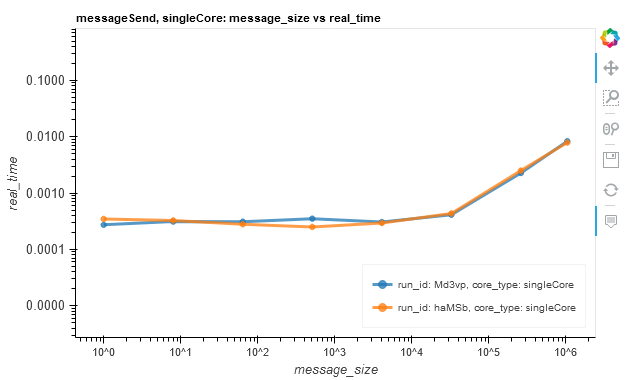 messageSend, singleCore: message_size vs real_time
0.1000
0.0100
0.0010
0.0001
0.0000
real_time
run_id: Md3vp, core_type: singleCore
run_id: haMSb, core_type: singleCore
10^0
10^1
10^2
10^3
10^4
10^5
10^6
message_size